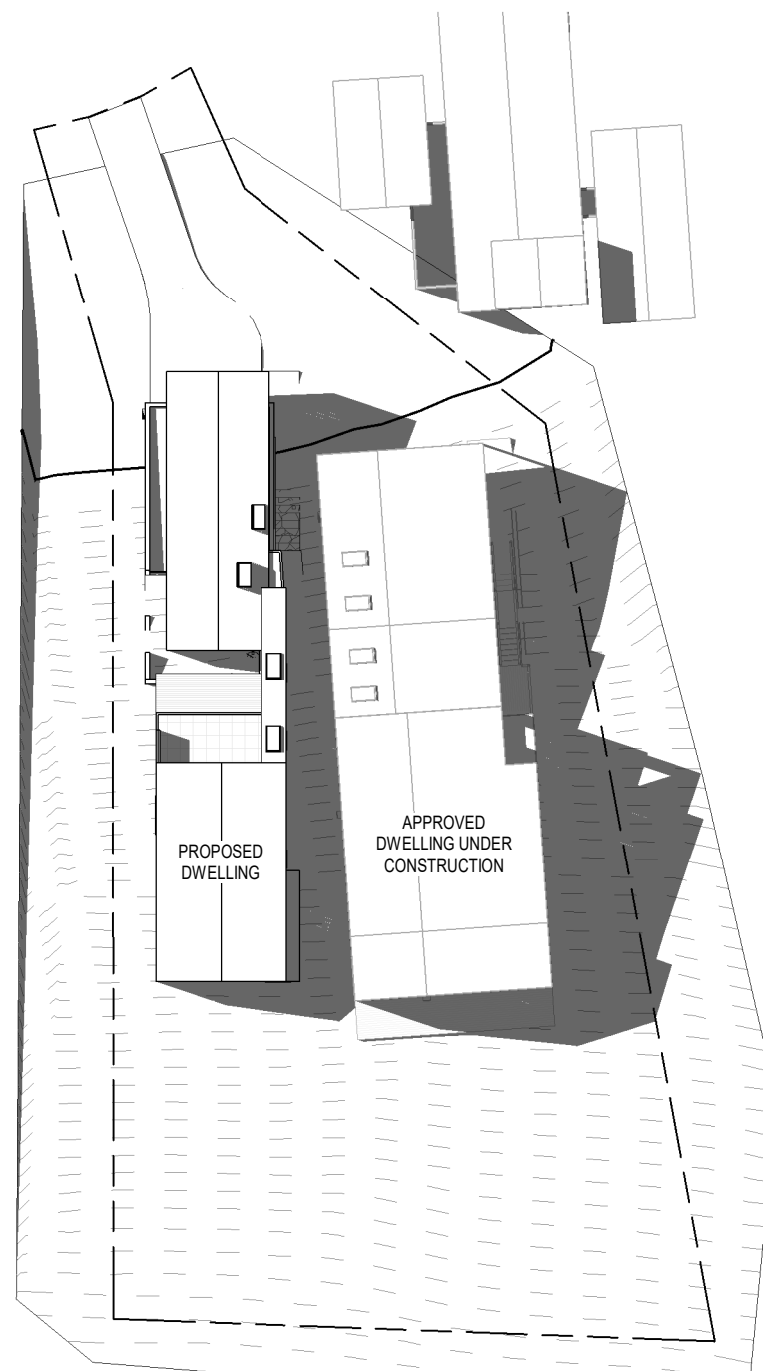 PROPOSED
DWELLING
APPROVED
DWELLING UNDER
CONSTRUCTION